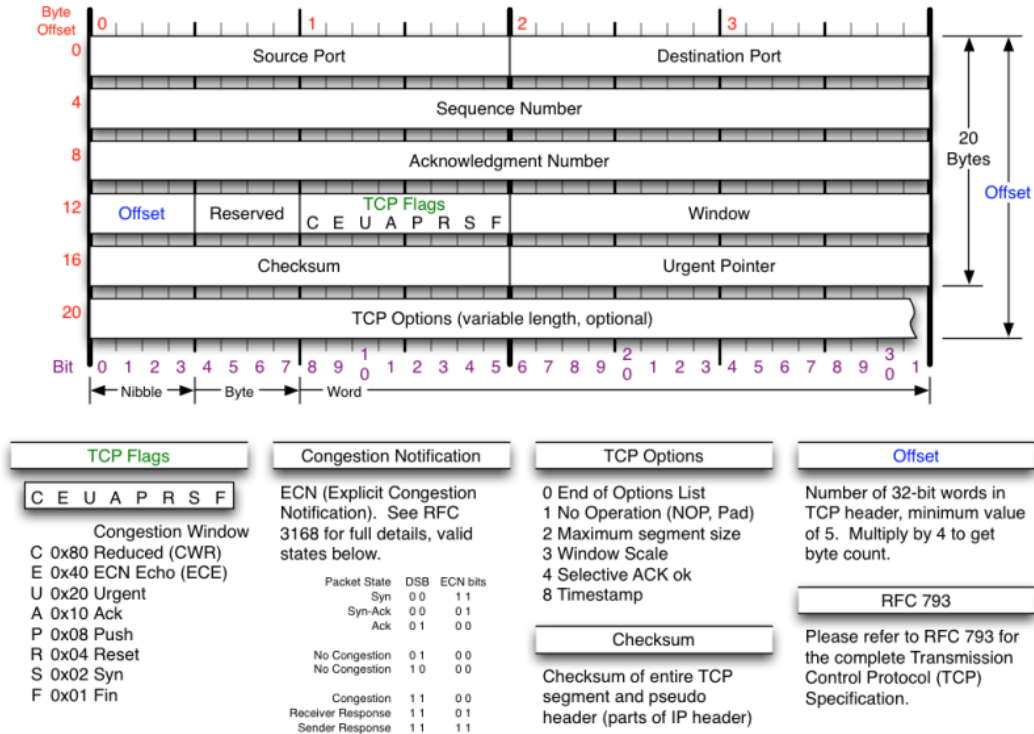 Byte
Offset
0 1 2 3
0 Source Port Destination Port
4 Sequence Number
8 Acknowledgment Number
20
Bytes
12 Offset Reserved TCP Flags Window
C E U A P R S F
Offset
16 Checksum Urgent Pointer
20 TCP Options (variable length, optional)
Bit 0 1 2 3 4 5 6 7 8 9 10 1 2 3 4 5 6 7 8 9 20 1 2 3 4 5 6 7 8 9 30 1
Nibble Byte Word
TCP Flags
C E U A P R S F
Congestion Window
C 0x80 Reduced (CWR)
E 0x40 ECN Echo (ECE)
U 0x20 Urgent
A 0x10 Ack
P 0x08 Push
R 0x04 Reset
S 0x02 Syn
F 0x01 Fin
Congestion Notification
ECN (Explicit Congestion
Notification). See RFC
3168 for full details, valid
states below.
Packet State DSB ECN bits
Syn 0 0 1 1
Syn-Ack 0 0 0 1
Ack 0 1 0 0
No Congestion 0 1 0 0
No Congestion 1 0 0 0
Congestion 1 1 0 0
Receiver Response 1 1 0 1
Sender Response 1 1 1 1
TCP Options
0 End of Options List
1 No Operation (NOP, Pad)
2 Maximum segment size
3 Window Scale
4 Selective ACK ok
8 Timestamp
Checksum
Checksum of entire TCP
segment and pseudo
header (parts of IP header)
Offset
Number of 32-bit words in
TCP header, minimum value
of 5. Multiply by 4 to get
byte count.
RFC 793
Please refer to RFC 793 for
the complete Transmission
Control Protocol (TCP)
Specification.